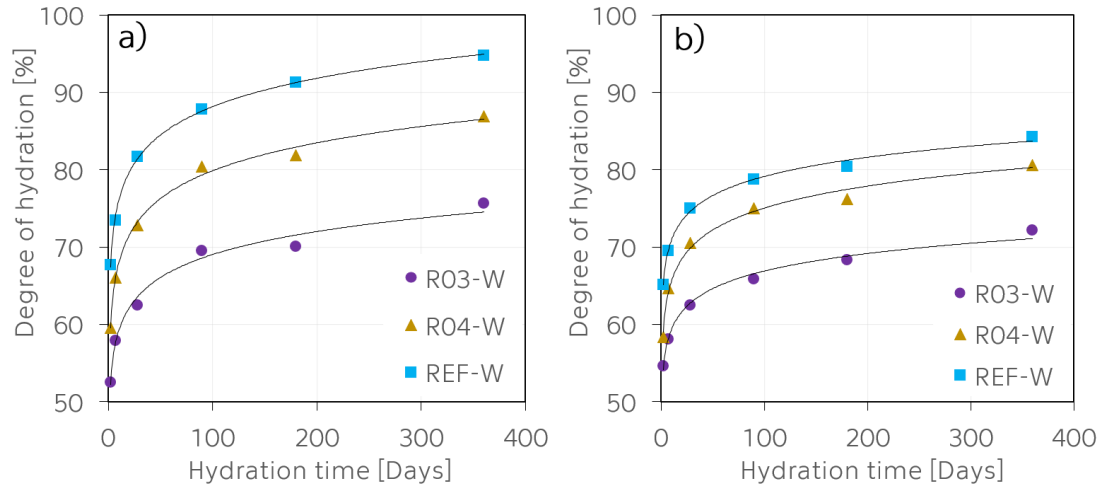 a)
Degree of hydration [%]
100
90
80
70
60
50
0 100 200 300 400
Hydration time [Days]
R03-W
R04-W
REF-W
b)
Degree of hydration [%]
100
90
80
70
60
50
0 100 200 300 400
Hydration time [Days]
R03-W
R04-W
REF-W